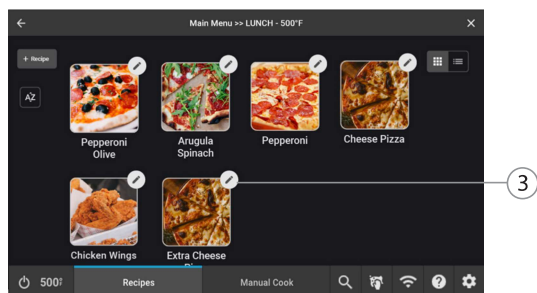 Main Menu >> LUNCH - 500°F
+ Recipe
AZ
Pepperoni
Olive
Arugula
Spinach
Pepperoni
Cheese Pizza
3
Chicken Wings
Extra Cheese
500°F
Recipes
Manual Cook